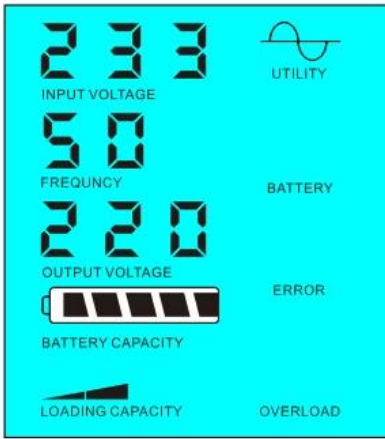 233
INPUT VOLTAGE
UTILITY
50
FREQUNCY
BATTERY
220
OUTPUT VOLTAGE
ERROR
BATTERY CAPACITY
LOADING CAPACITY
OVERLOAD